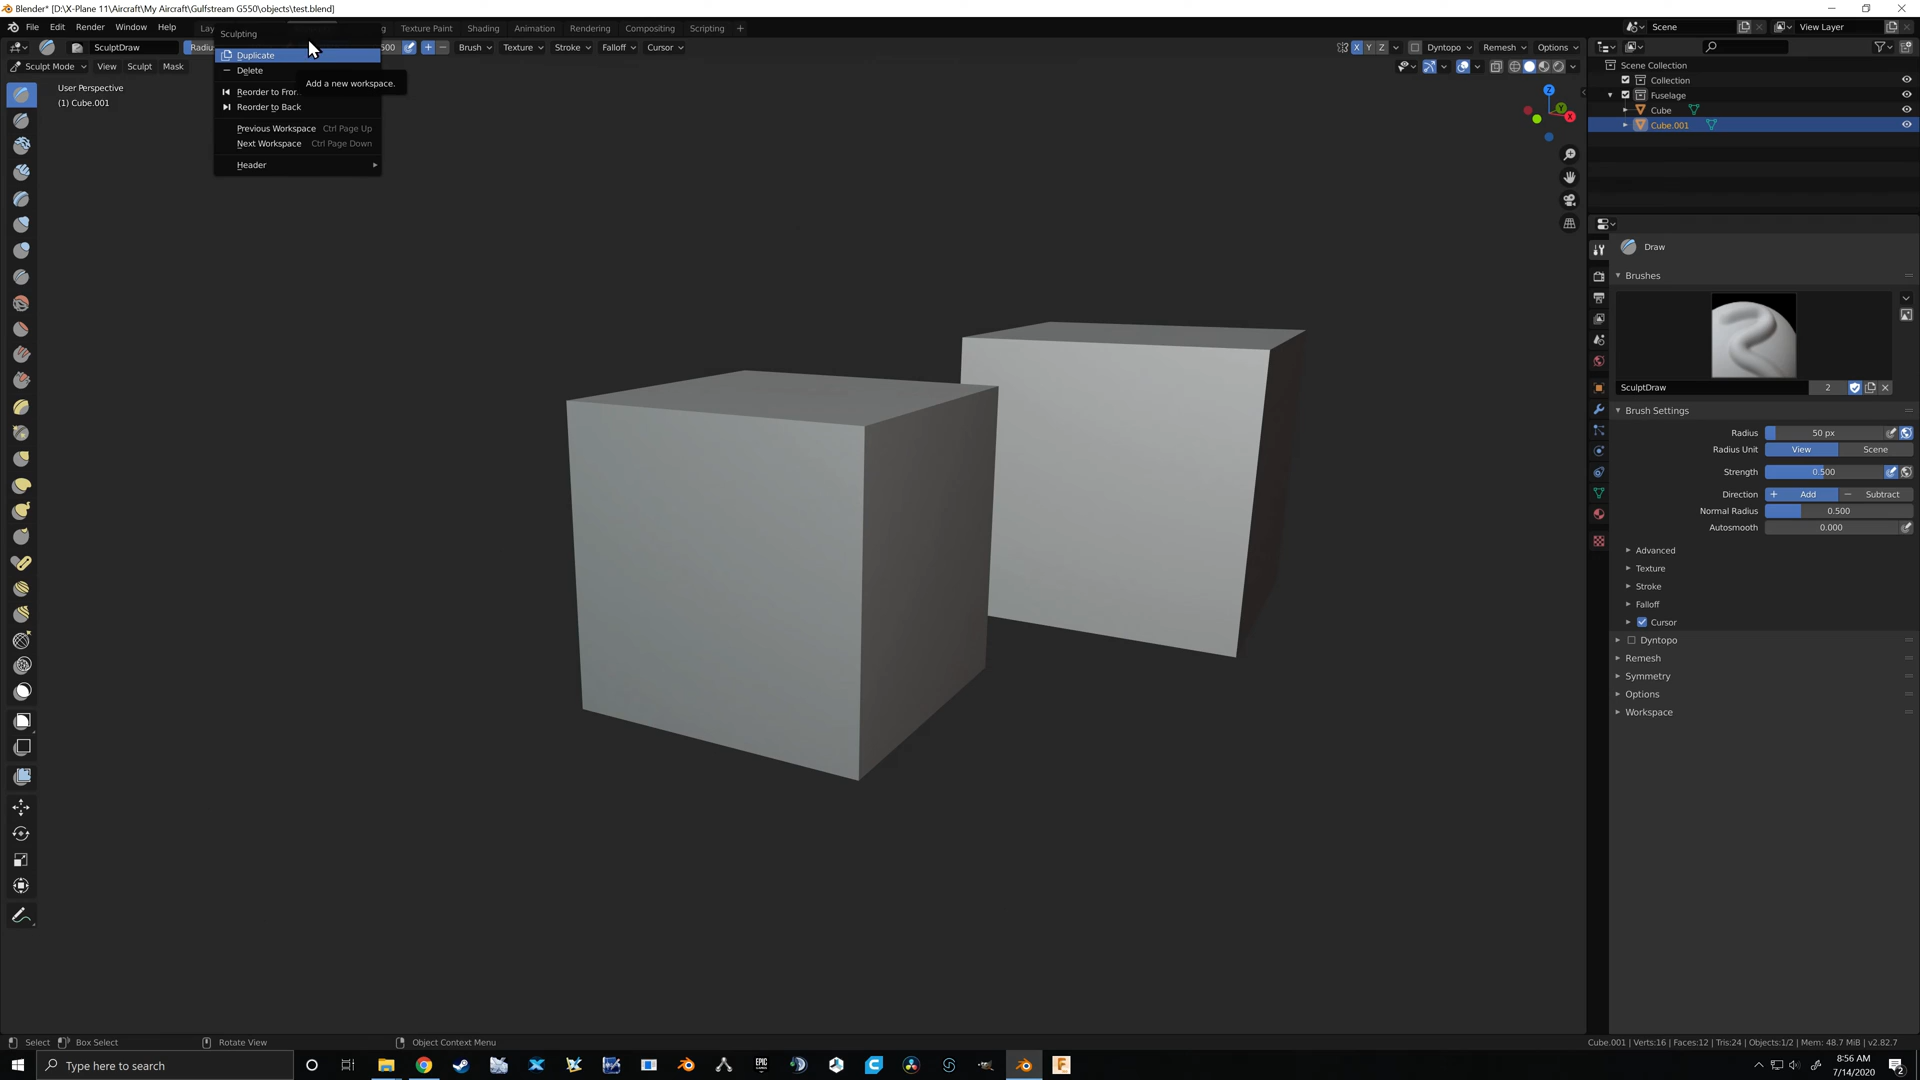 Blender* [D:\X-Plane 11\Aircraft\My Aircraft\Gulfstream G550\objects\test.blend]
File Edit Render Window Help
Sculpting
Texture Paint Shading Animation Rendering Compositing Scripting +
Scene
View Layer
SculptDraw
Brush Texture Stroke Falloff Cursor
X Y Z Dyntopo Remesh Options
Duplicate
Sculpt Mode View Sculpt Mask
Delete
Add a new workspace.
User Perspective
(1) Cube.001
Reorder to Back
Previous Workspace Ctrl Page Up
Next Workspace Ctrl Page Down
Header
Z
Y
X
Scene Collection
Collection
Fuselage
Cube
Cube.001
Draw
Brushes
SculptDraw 2
Brush Settings
Radius 50 px
Radius Unit View Scene
Strength 0.500
Direction + Add − Subtract
Normal Radius 0.500
Autosmooth 0.000
Advanced
Texture
Stroke
Falloff
Cursor
Dyntopo
Remesh
Symmetry
Options
Workspace
Select Box Select Rotate View Object Context Menu
Cube.001 | Verts:16 | Faces:12 | Tris:24 | Objects:1/2 | Mem: 48.7 MiB | v2.82.7
Type here to search
EPIC
8:56 AM
7/14/2020
2